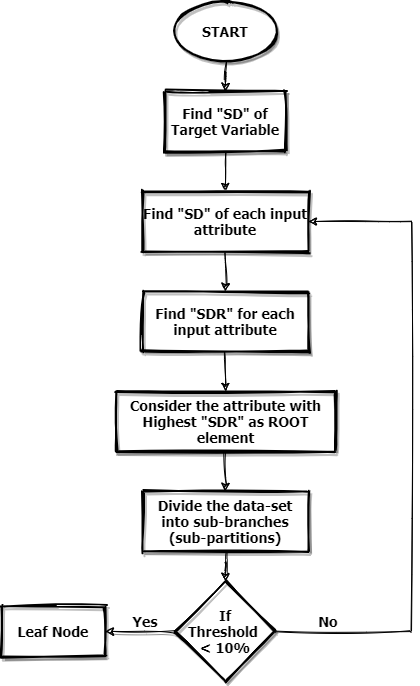 START
Find "SD" of
Target Variable
Find "SD" of each input
attribute
Find "SDR" for each
input attribute
Consider the attribute with
Highest "SDR" as ROOT
element
Divide the data-set
into sub-branches
(sub-partitions)
If
Threshold
< 10%
Yes
No
Leaf Node